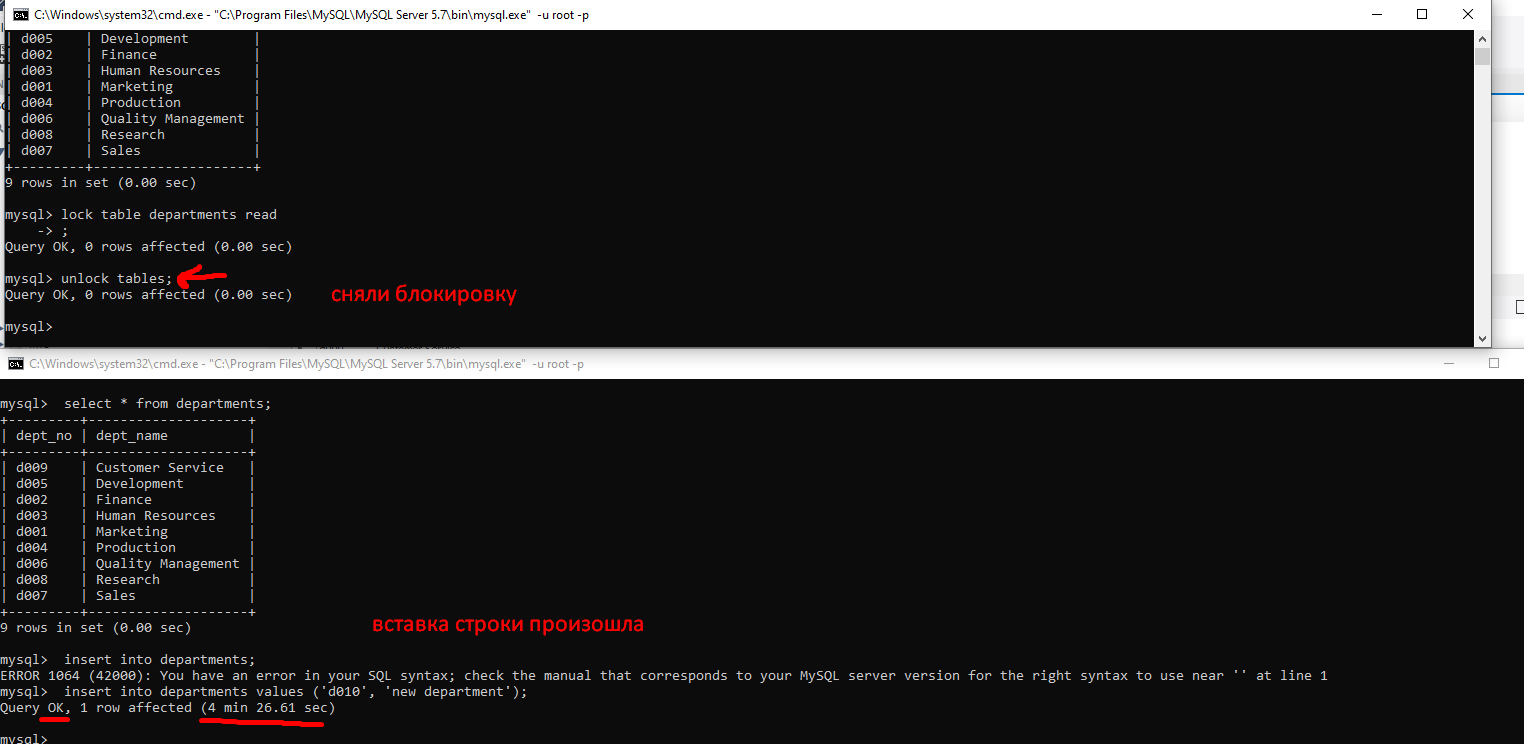 C:\Windows\system32\cmd.exe - "C:\Program Files\MySQL\MySQL Server 5.7\bin\mysql.exe" -u root -p
| d005    | Development        |
| d002    | Finance            |
| d003    | Human Resources    |
| d001    | Marketing          |
| d004    | Production         |
| d006    | Quality Management |
| d008    | Research           |
| d007    | Sales              |
+---------+--------------------+
9 rows in set (0.00 sec)
mysql> lock table departments read
    -> ;
Query OK, 0 rows affected (0.00 sec)
mysql> unlock tables;
Query OK, 0 rows affected (0.00 sec)
сняли блокировку
mysql>
C:\Windows\system32\cmd.exe - "C:\Program Files\MySQL\MySQL Server 5.7\bin\mysql.exe" -u root -p
mysql>  select * from departments;
+---------+--------------------+
| dept_no | dept_name          |
+---------+--------------------+
| d009    | Customer Service   |
| d005    | Development        |
| d002    | Finance            |
| d003    | Human Resources    |
| d001    | Marketing          |
| d004    | Production         |
| d006    | Quality Management |
| d008    | Research           |
| d007    | Sales              |
+---------+--------------------+
9 rows in set (0.00 sec)
вставка строки произошла
mysql>  insert into departments;
ERROR 1064 (42000): You have an error in your SQL syntax; check the manual that corresponds to your MySQL server version for the right syntax to use near '' at line 1
mysql>  insert into departments values ('d010', 'new department');
Query OK, 1 row affected (4 min 26.61 sec)
mysql>